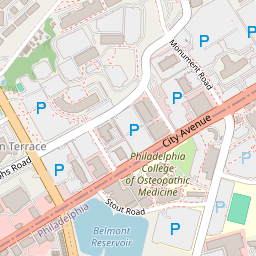 Monument Road
P
P
P
P
P
City Avenue
n Terrace
hs Road
Philadelphia
College
of Osteopathic
Medicine
Philadelphia
Stout Road
Belmont
Reservoir
P
P
P